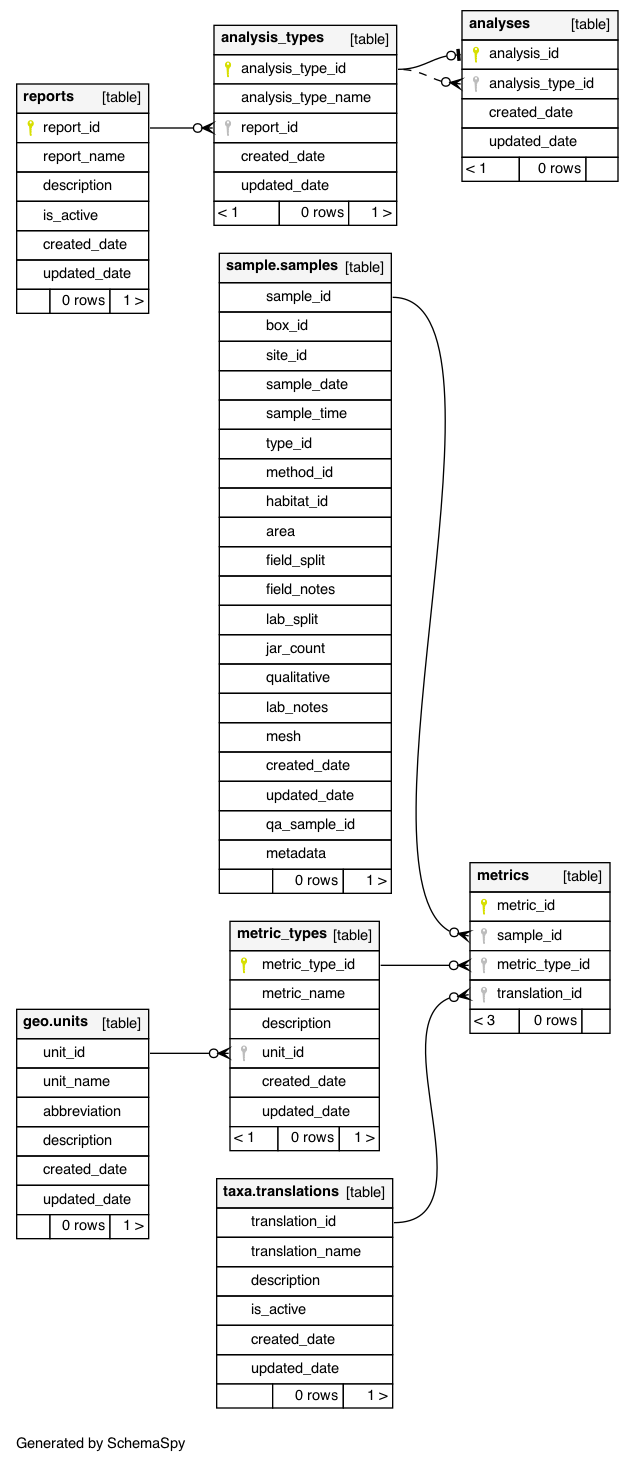 analysis_types [table]
analysis_type_id
analysis_type_name
report_id
created_date
updated_date
< 1 0 rows 1 >
analyses [table]
analysis_id
analysis_type_id
created_date
updated_date
< 1 0 rows
reports [table]
report_id
report_name
description
is_active
created_date
updated_date
0 rows 1 >
sample.samples [table]
sample_id
box_id
site_id
sample_date
sample_time
type_id
method_id
habitat_id
area
field_split
field_notes
lab_split
jar_count
qualitative
lab_notes
mesh
created_date
updated_date
qa_sample_id
metadata
0 rows 1 >
metrics [table]
metric_id
sample_id
metric_type_id
translation_id
< 3 0 rows
metric_types [table]
metric_type_id
metric_name
description
unit_id
created_date
updated_date
< 1 0 rows 1 >
geo.units [table]
unit_id
unit_name
abbreviation
description
created_date
updated_date
0 rows 1 >
taxa.translations [table]
translation_id
translation_name
description
is_active
created_date
updated_date
0 rows 1 >
Generated by SchemaSpy